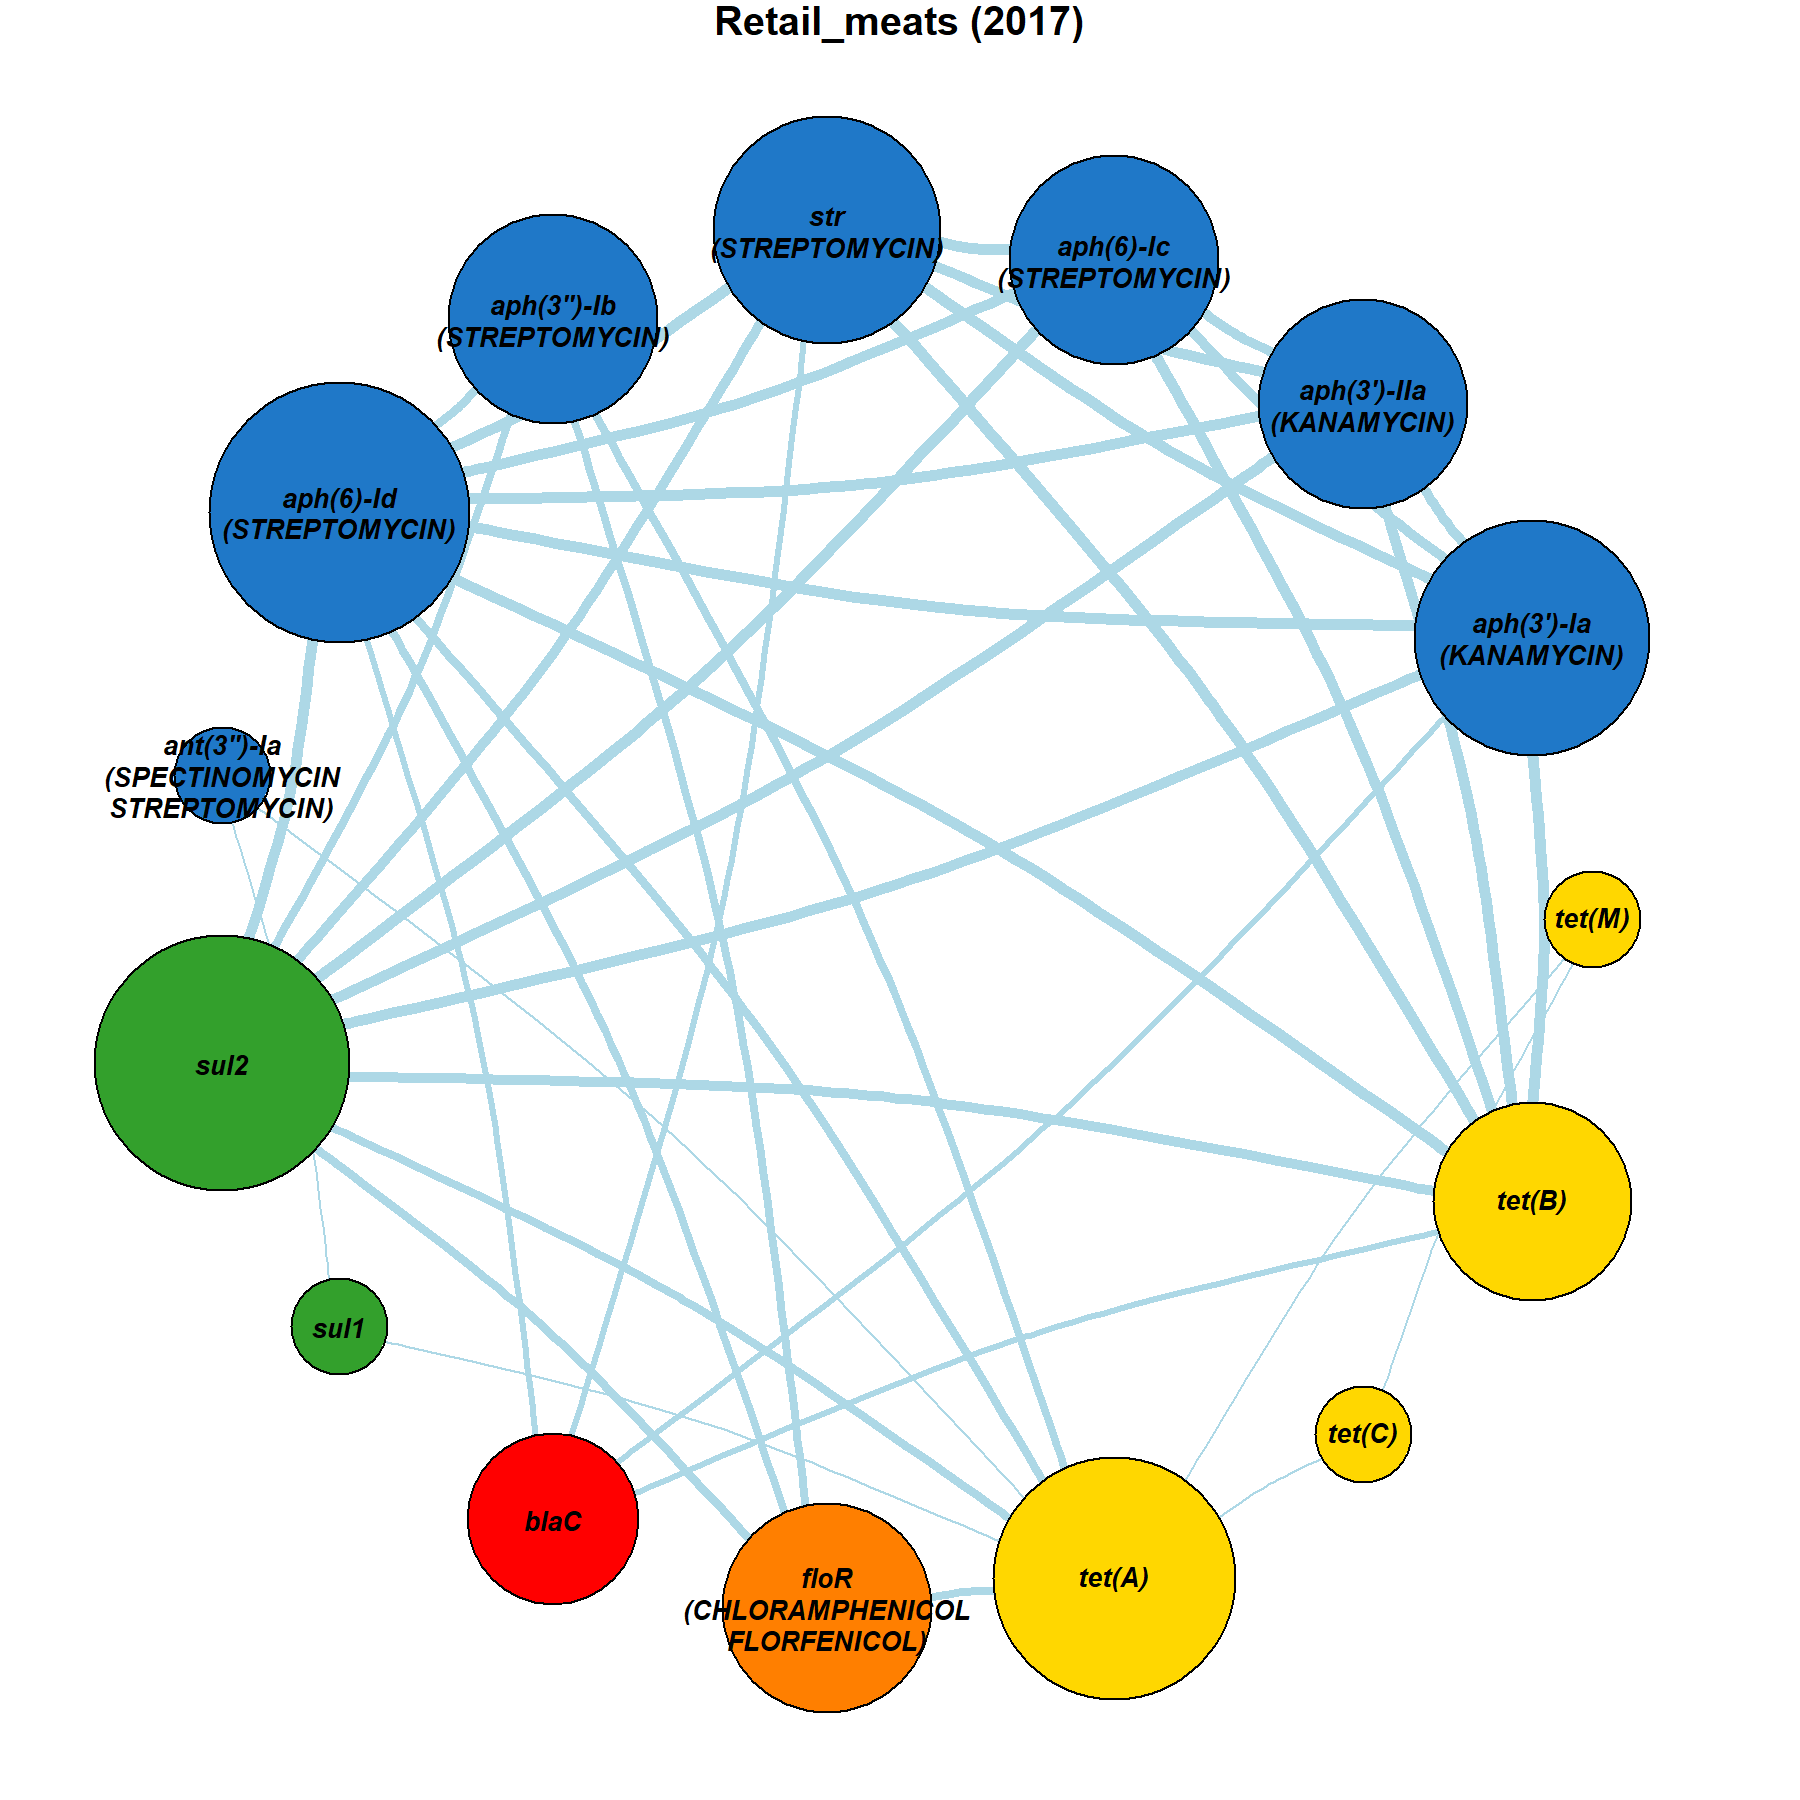 Retail_meats (2017)
str
(STREPTOMYCIN)
aph(6)-Ic
(STREPTOMYCIN)
aph(3'')-Ib
(STREPTOMYCIN)
aph(3')-IIa
(KANAMYCIN)
aph(6)-Id
(STREPTOMYCIN)
aph(3')-Ia
(KANAMYCIN)
ant(3'')-Ia
(SPECTINOMYCIN
STREPTOMYCIN)
tet(M)
sul2
tet(B)
sul1
tet(C)
blaC
floR
(CHLORAMPHENICOL
FLORFENICOL)
tet(A)